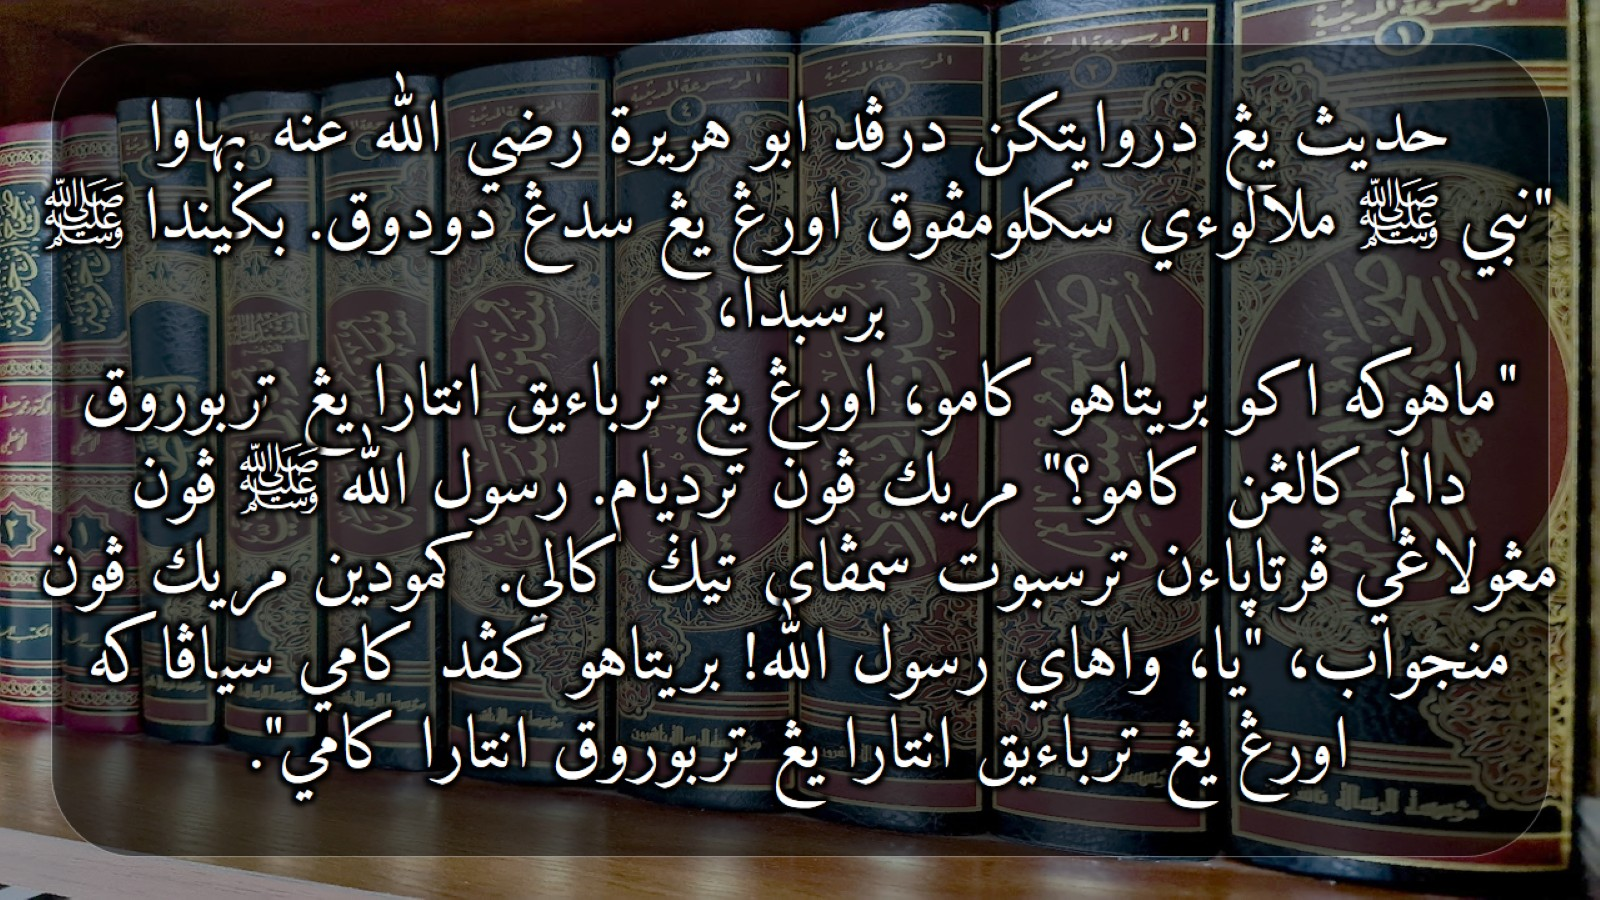 حديث يڠ دروايتكن درڤد ابو هريرة رضي الله عنه بهاوا
"نبي ﷺ ملالوءي سكلومڤوق اورڠ يڠ سدڠ دودوق. بݢيندا ﷺ
برسبدا،
"ماهوكه اكو بريتاهو كامو، اورڠ يڠ ترباءيق انتارا يڠ تربوروق
دالم كالڠن كامو؟" مريك ڤون ترديام. رسول الله ﷺ ڤون
مڠولاڠي ڤرتاڽاءن ترسبوت سمڤاي تيݢ كالي. كمودين مريك ڤون
منجواب، "يا، واهاي رسول الله! بريتاهو كڤد كامي سياڤاكه
اورڠ يڠ ترباءيق انتارا يڠ تربوروق انتارا كامي".